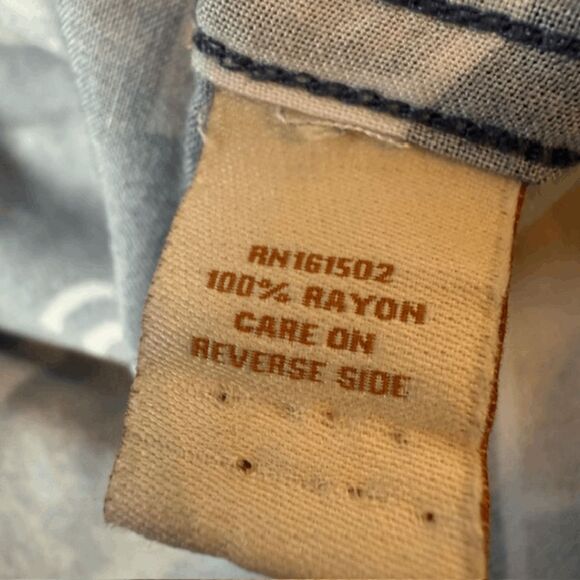 RN161502
100% RAYON
CARE ON
REVERSE SIDE